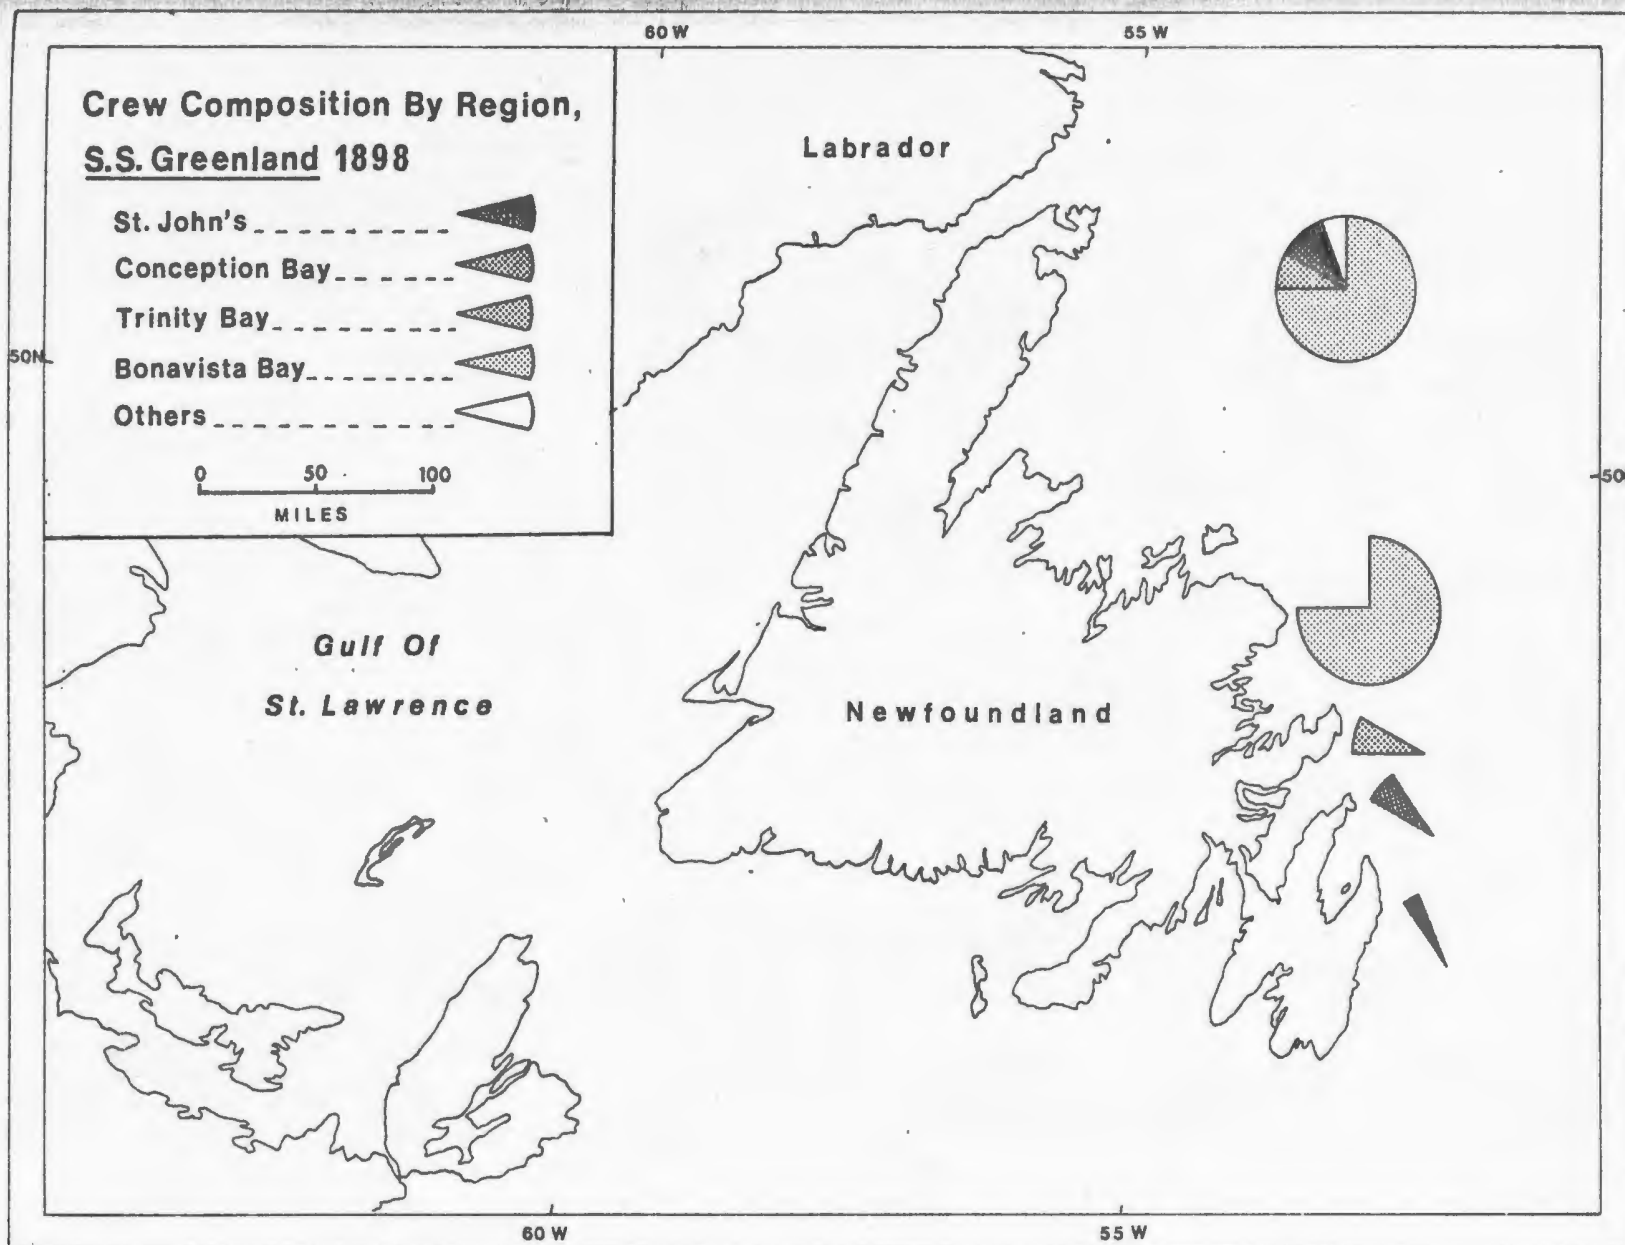 60 W
55 W
Crew Composition By Region,
S.S. Greenland 1898
St. John's
Conception Bay
Trinity Bay
Bonavista Bay
Others
0 50 100
MILES
Labrador
50N
50
Gulf Of
St. Lawrence
Newfoundland
60 W
55 W